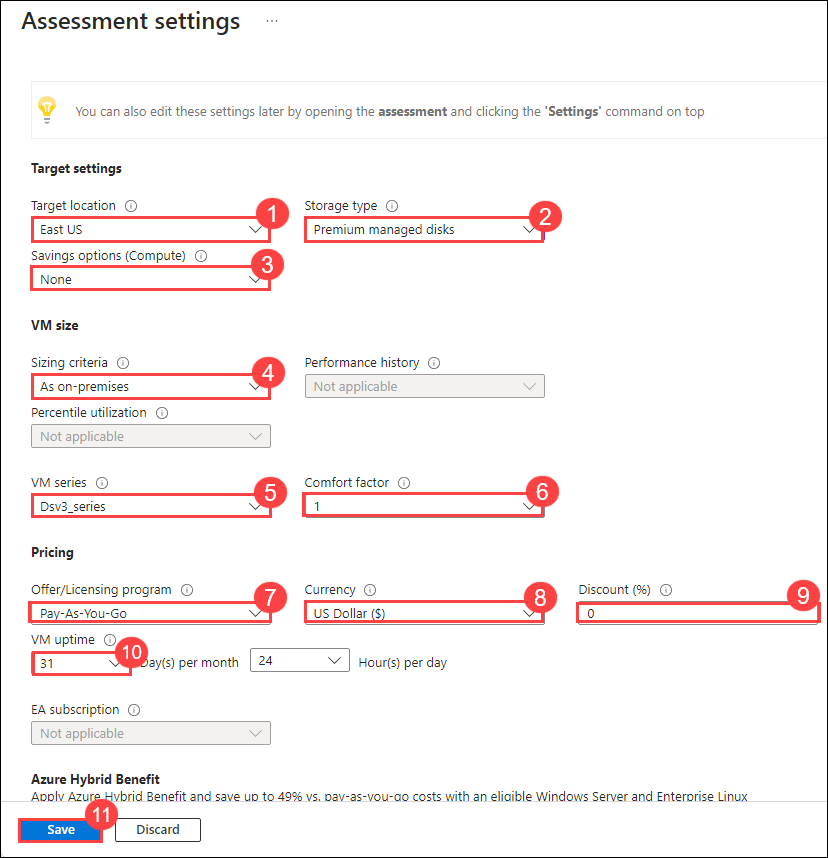 Assessment settings ...
You can also edit these settings later by opening the assessment and clicking the 'Settings' command on top
Target settings
Target location
Storage type
East US
1
Premium managed disks
2
Savings options (Compute)
None
3
VM size
Sizing criteria
Performance history
As on-premises
4
Not applicable
Percentile utilization
Not applicable
VM series
Comfort factor
Dsv3_series
5
1
6
Pricing
Offer/Licensing program
Currency
Discount (%)
Pay-As-You-Go
7
US Dollar ($)
8
0
9
VM uptime
31
10
Day(s) per month
24
Hour(s) per day
EA subscription
Not applicable
Azure Hybrid Benefit
Apply Azure Hybrid Benefit and save up to 49% vs. pay-as-you-go costs with an eligible Windows Server and Enterprise Linux
11
Save
Discard